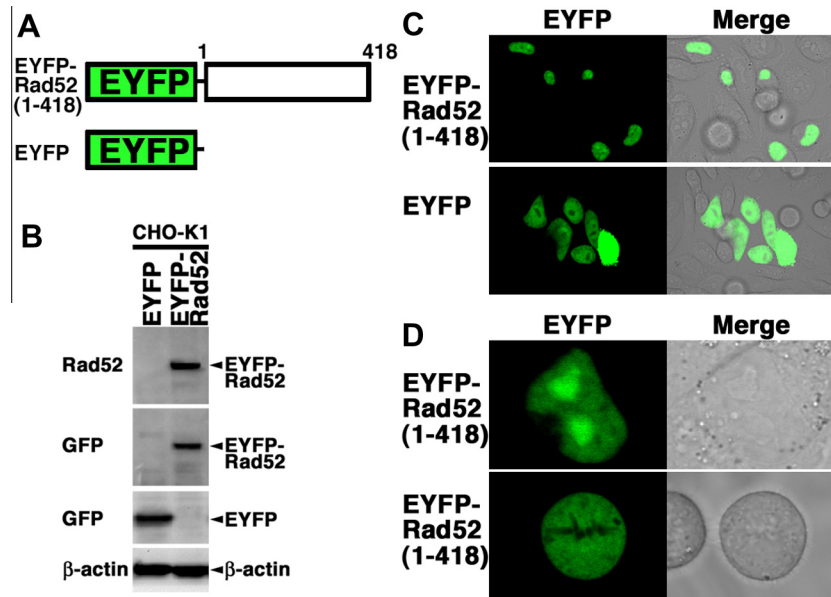 A
1
418
EYFP-
Rad52
(1-418)
EYFP
EYFP
EYFP
B
CHO-K1
EYFP
EYFP-
Rad52
Rad52
EYFP-
Rad52
GFP
EYFP-
Rad52
GFP
EYFP
β-actin
β-actin
C
EYFP
Merge
EYFP-
Rad52
(1-418)
EYFP
D
EYFP
Merge
EYFP-
Rad52
(1-418)
EYFP-
Rad52
(1-418)